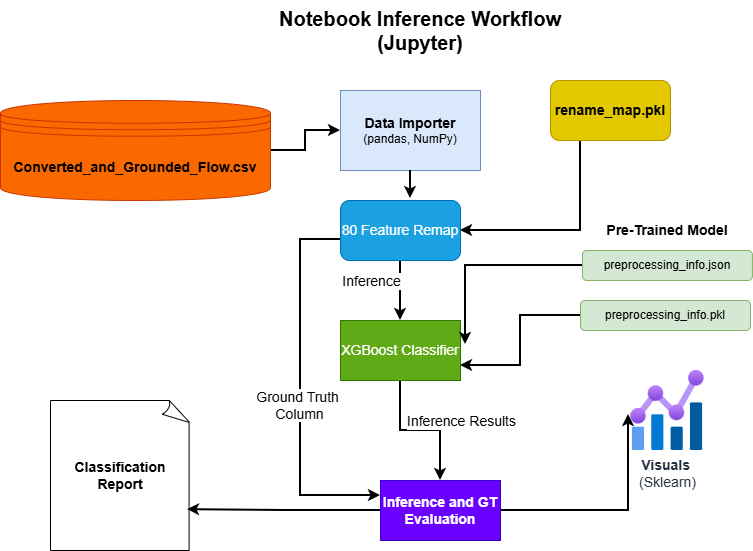 Notebook Inference Workflow
(Jupyter)
Data Importer
(pandas, NumPy)
rename_map.pkl
Converted_and_Grounded_Flow.csv
80 Feature Remap
Pre-Trained Model
preprocessing_info.json
Inference
preprocessing_info.pkl
XGBoost Classifier
Ground Truth
Column
Inference Results
Classification
Report
Visuals
(Sklearn)
Inference and GT
Evaluation